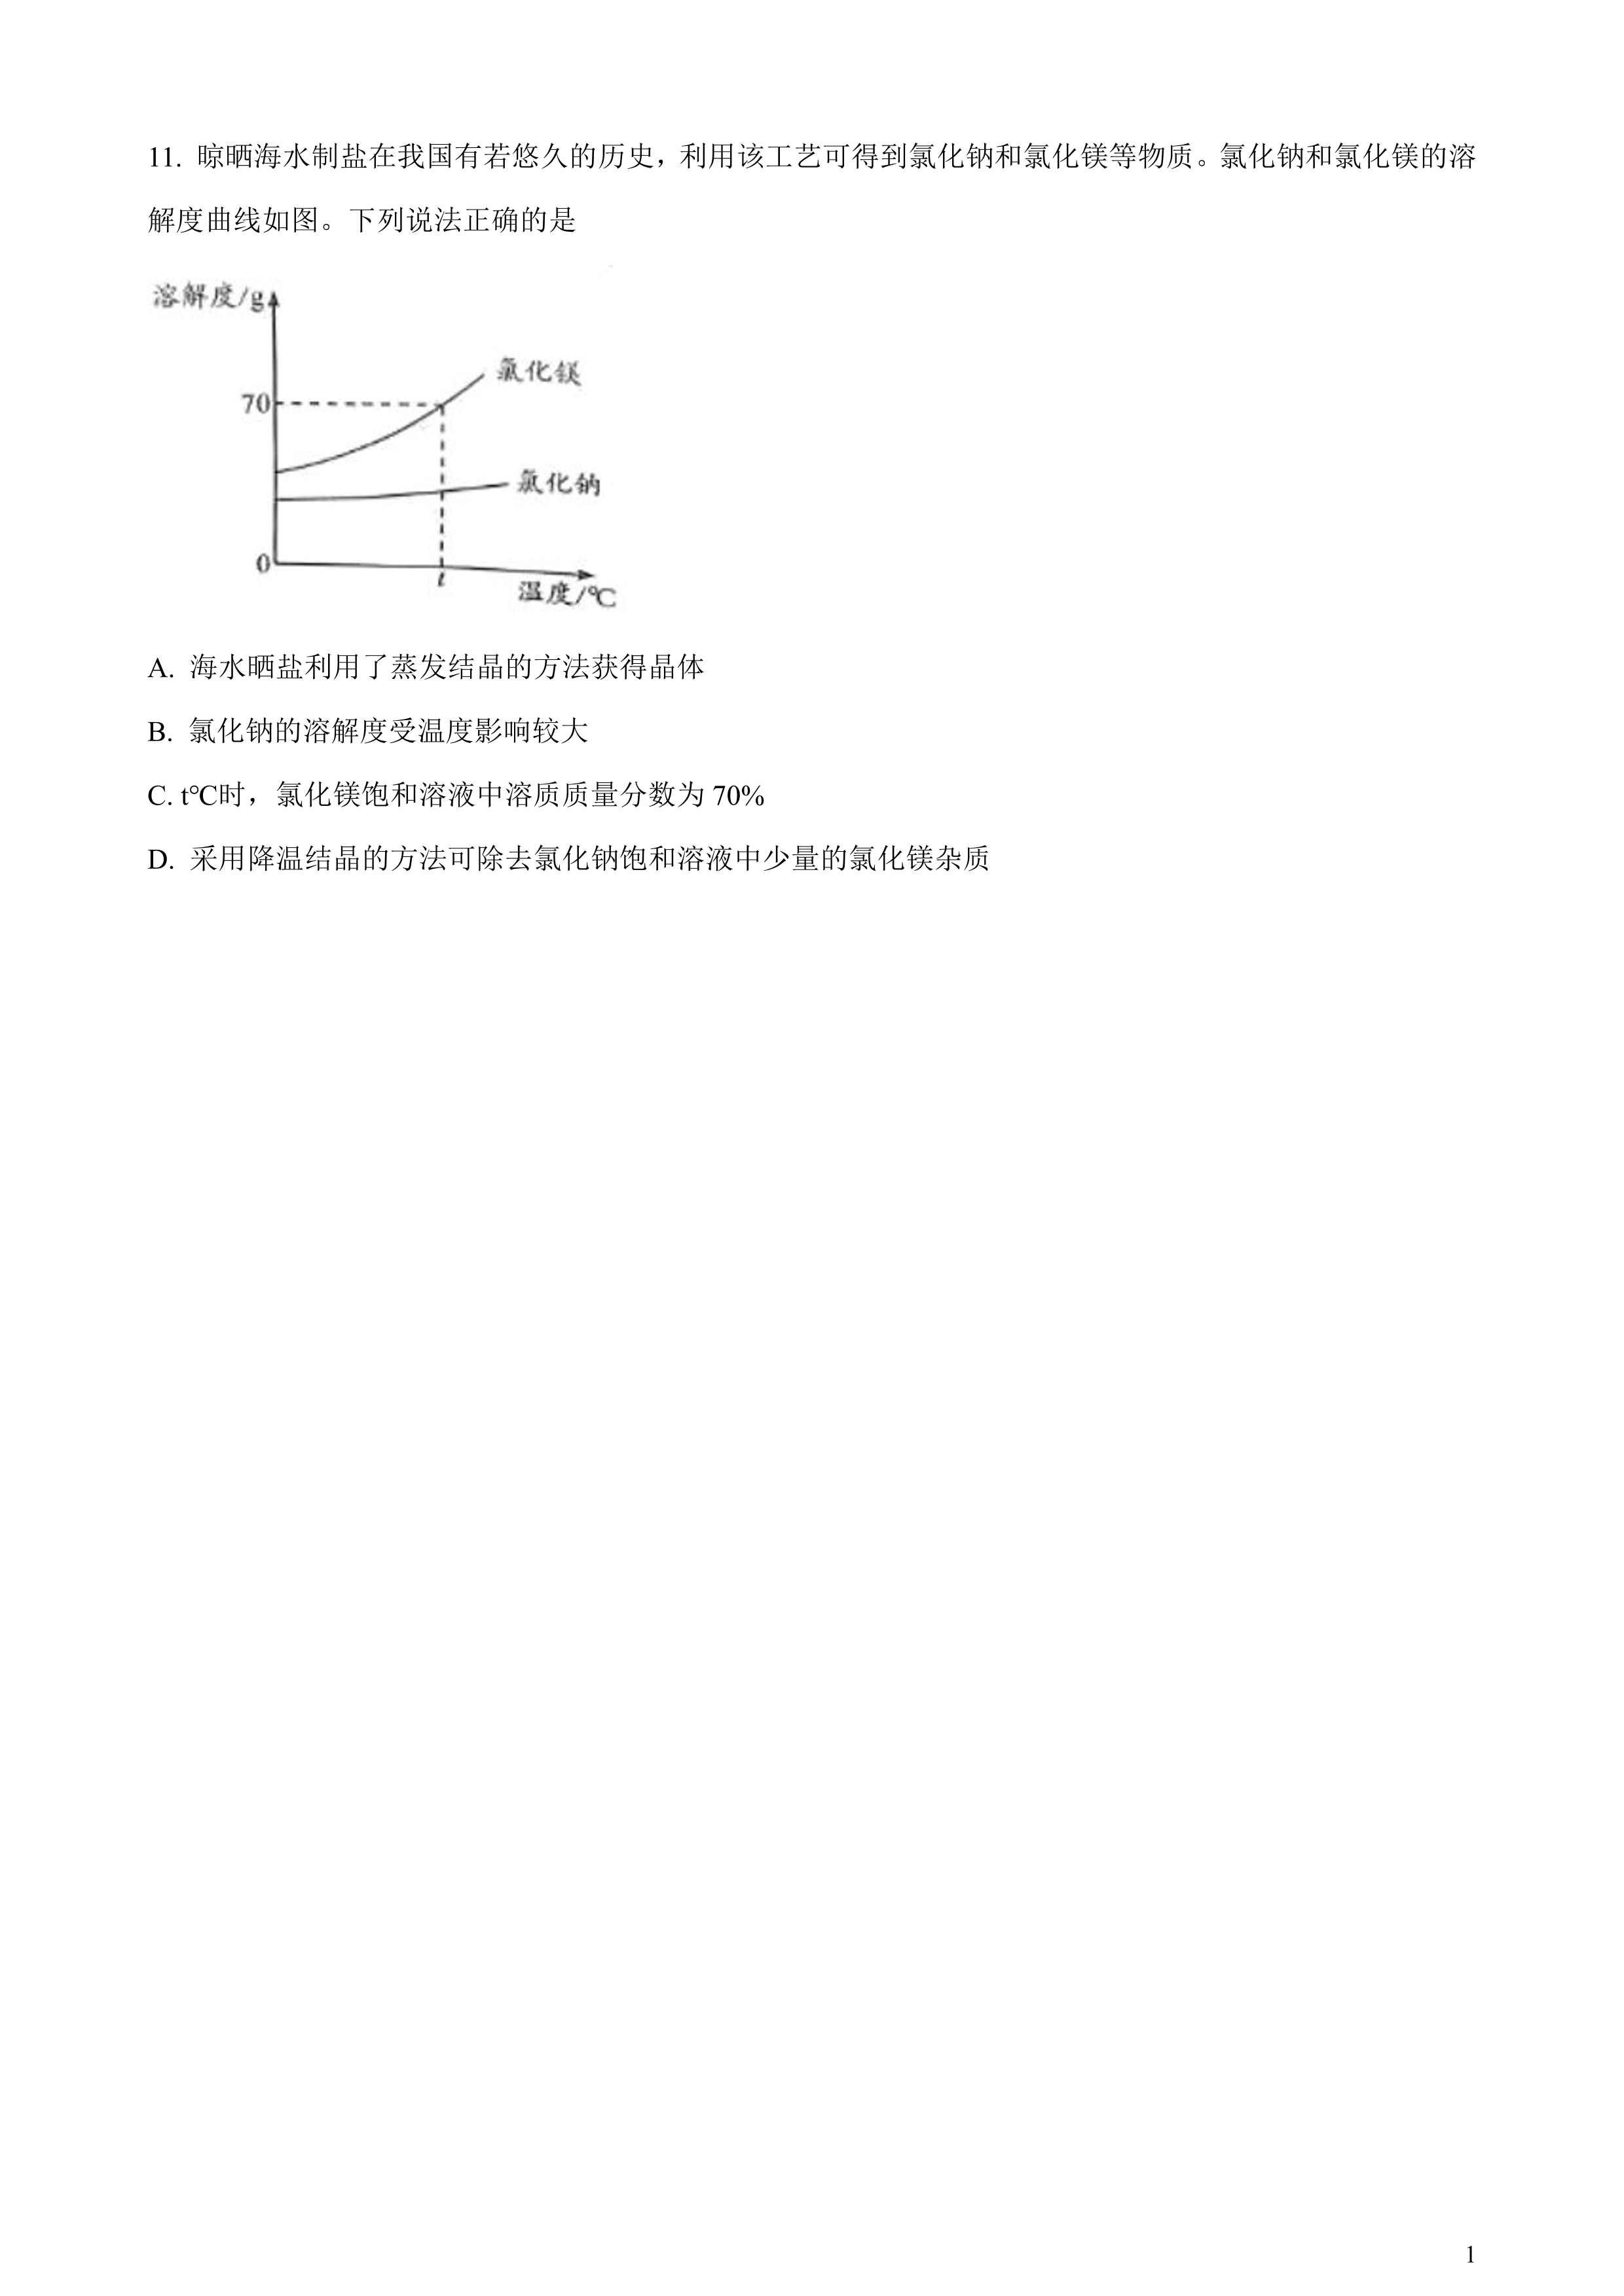 11. 晾晒海水制盐在我国有若悠久的历史，利用该工艺可得到氯化钠和氯化镁等物质。氯化钠和氯化镁的溶
解度曲线如图。下列说法正确的是
溶解度/g
氯化镁
70
氯化钠
0
t
温度/℃
A. 海水晒盐利用了蒸发结晶的方法获得晶体
B. 氯化钠的溶解度受温度影响较大
C. t℃时，氯化镁饱和溶液中溶质质量分数为 70%
D. 采用降温结晶的方法可除去氯化钠饱和溶液中少量的氯化镁杂质
1